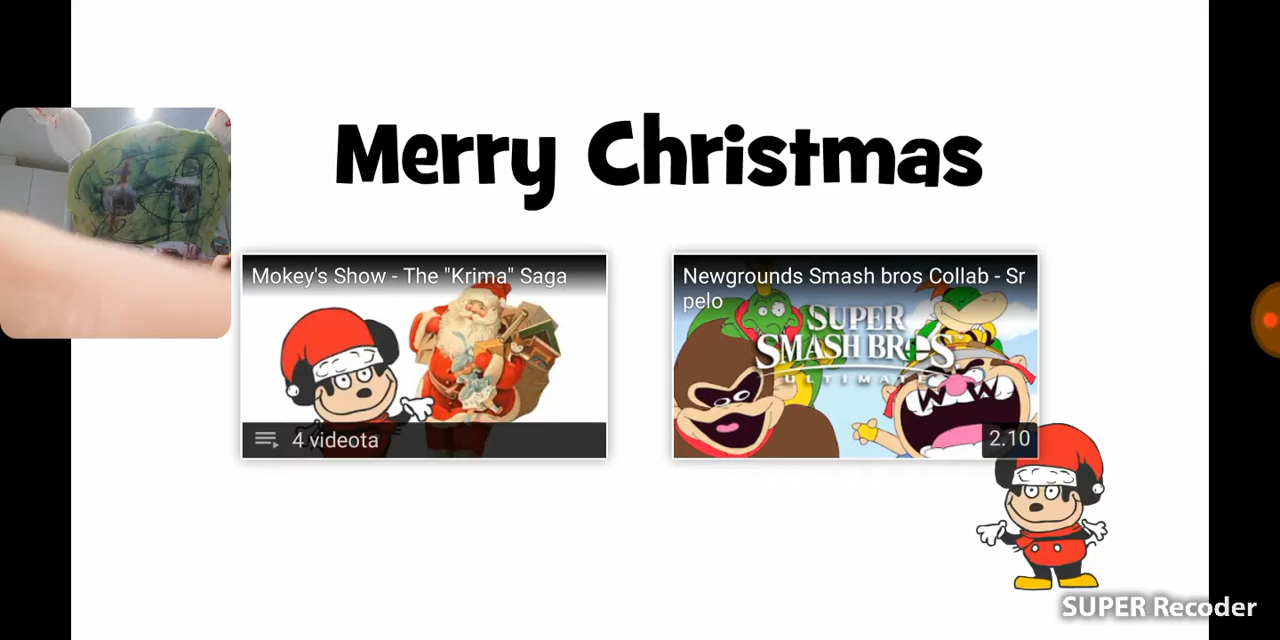 Merry Christmas
Mokey's Show - The "Krima" Saga
4 videota
Newgrounds Smash bros Collab - Sr
pelo
SUPER
SMASH BROS
ULTIMATE
2.10
SUPER Recoder